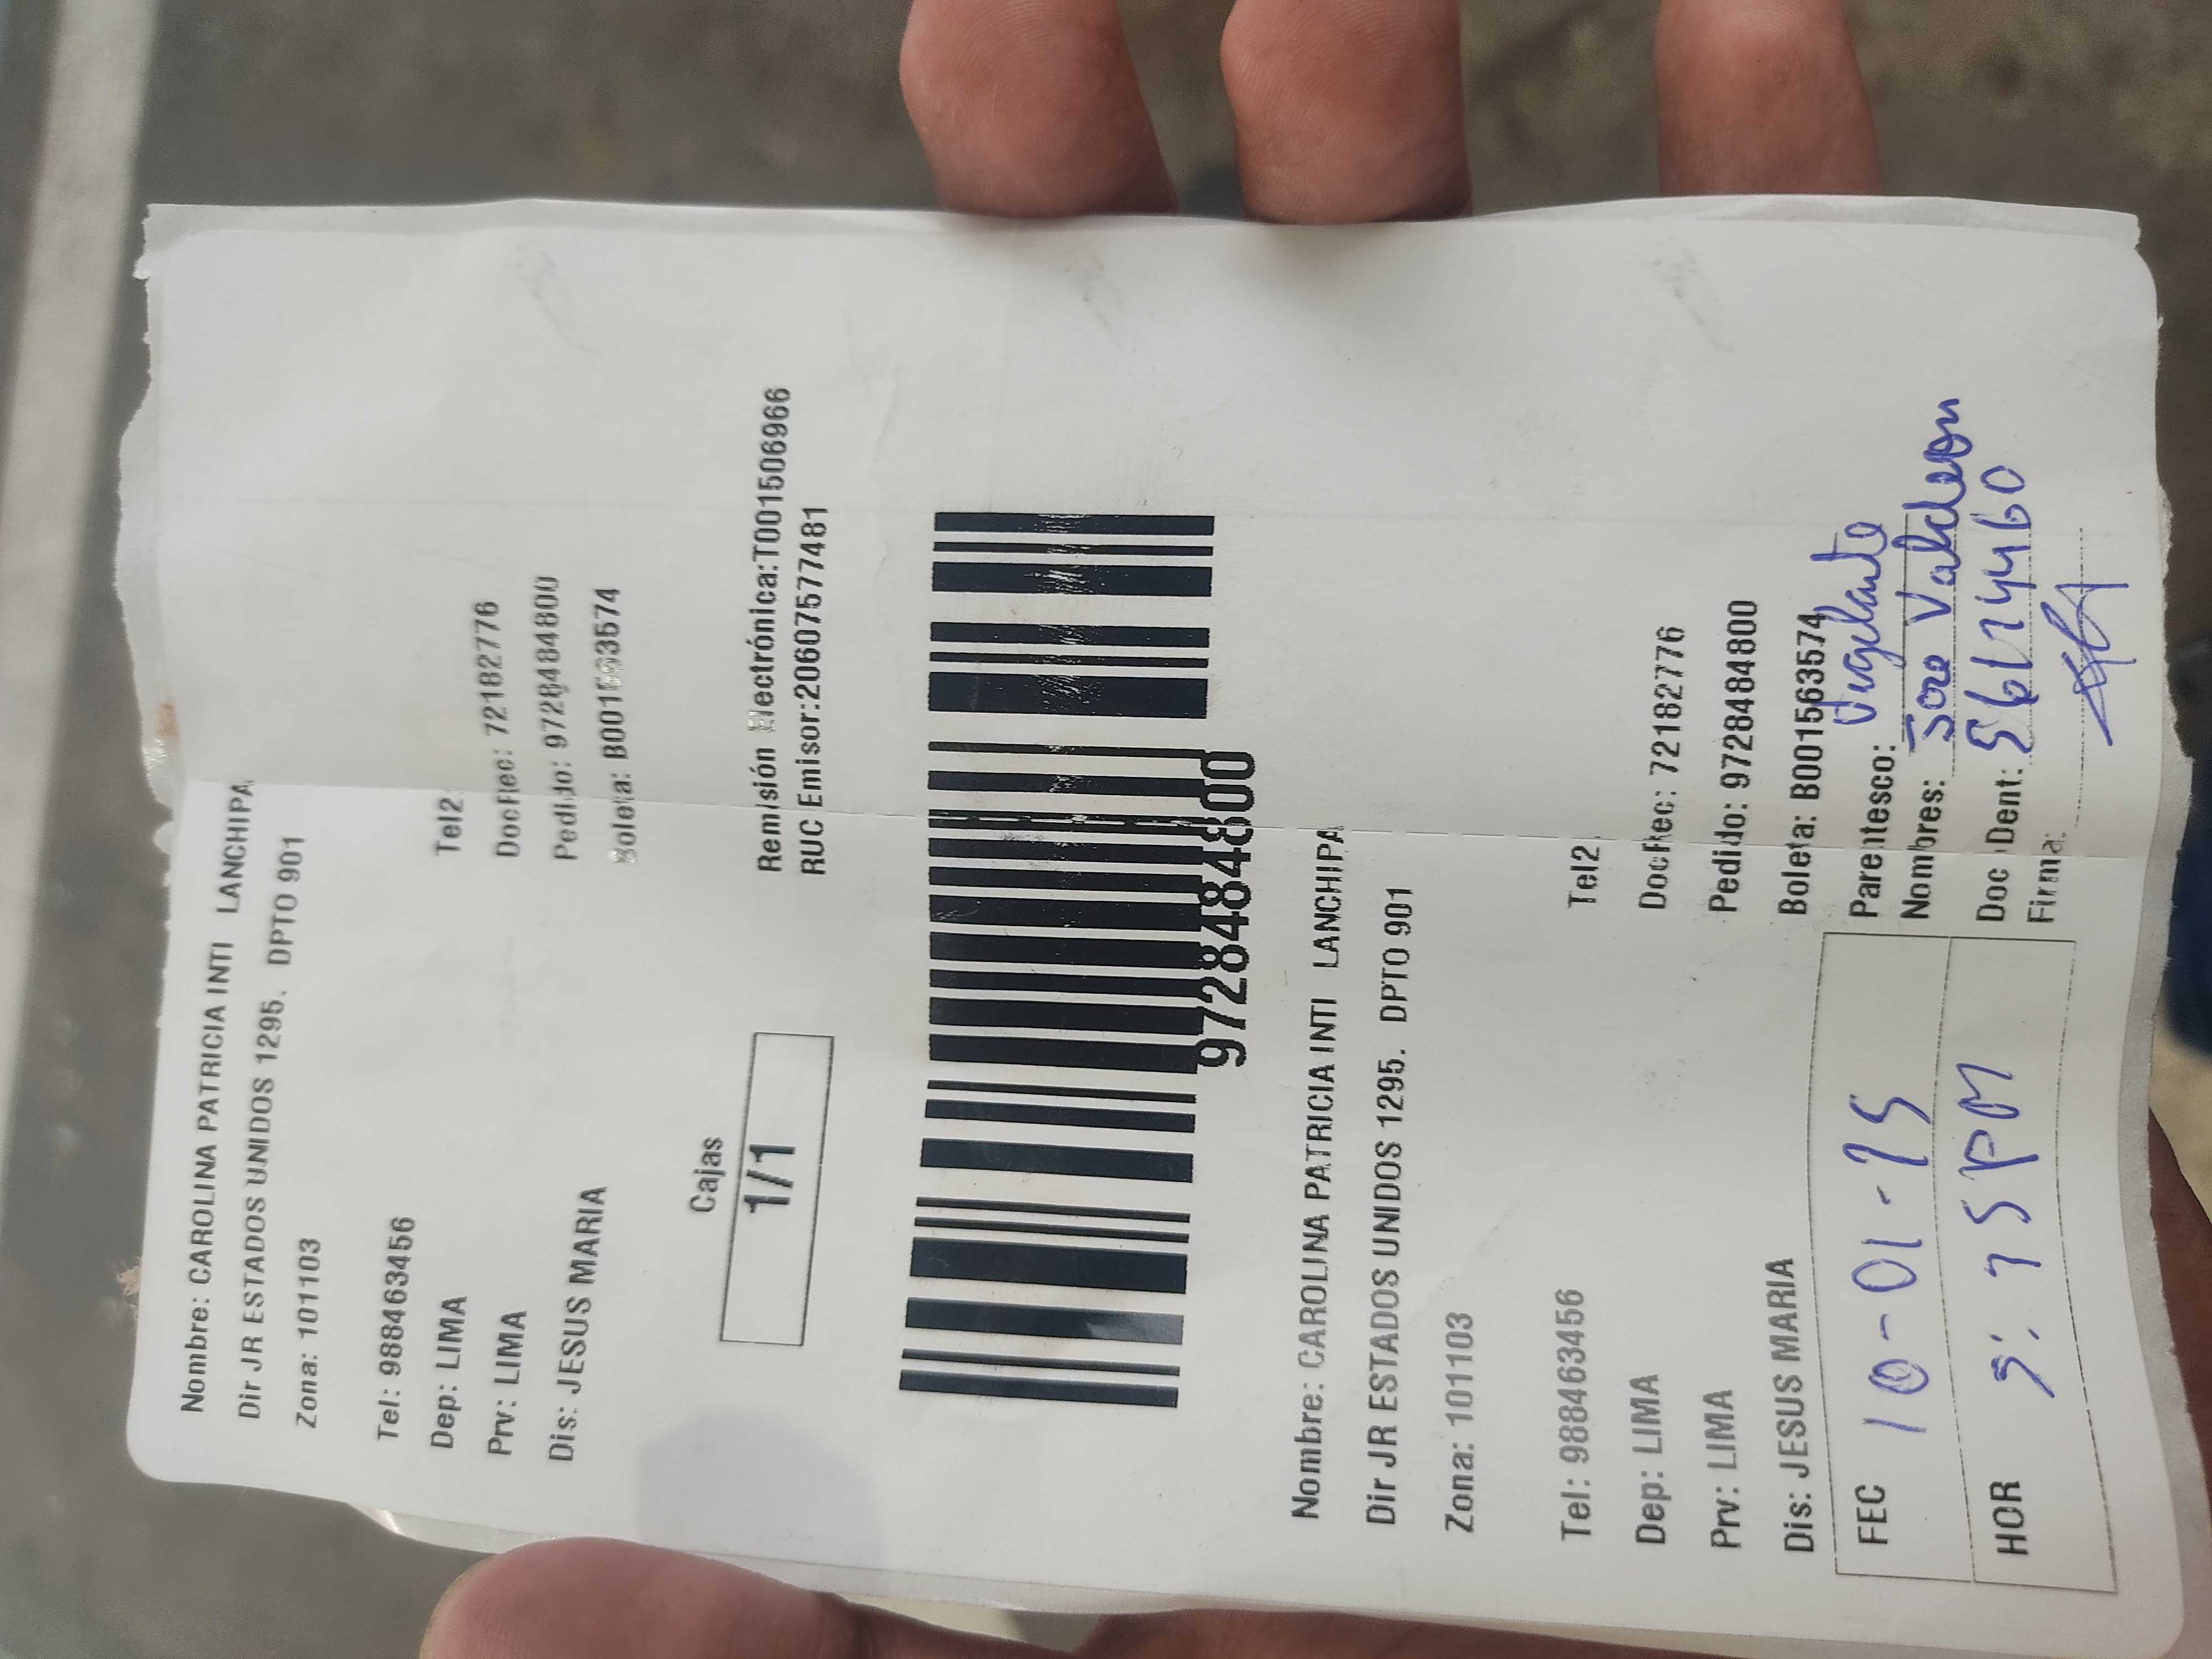 Nombre: CAROLINA PATRICIA INTI LANCHIPA
Dir JR ESTADOS UNIDOS 1295. DPTO 901
Zona: 101103
Tel: 988463456 Tel2
Dep: LIMA DocRec: 72182776
Prv: LIMA Pedido: 9728484800
Dis: JESUS MARIA Boleta: B001563574
Cajas
1/1
Remisión Electrónica:T001506966
RUC Emisor:20607577481
9728484800
Nombre: CAROLINA PATRICIA INTI LANCHIPA
Dir JR ESTADOS UNIDOS 1295. DPTO 901
Zona: 101103
Tel: 988463456 Tel2
Dep: LIMA DocRec: 72182776
Prv: LIMA Pedido: 9728484800
Dis: JESUS MARIA Boleta: B001563574
FEC 10-01-25 Parentesco: Vigilante
Nombres: Jose Valderon
HOR PM Doc Dent:
Firma: